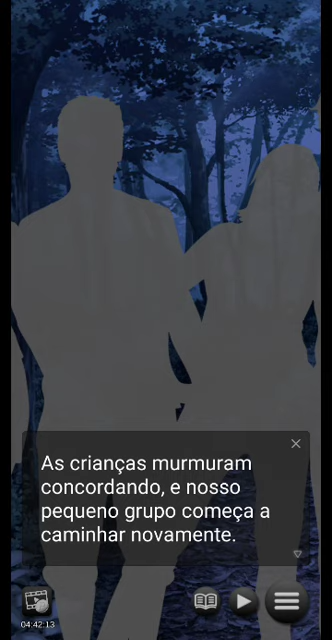 As crianças murmuram
concordando, e nosso
pequeno grupo começa a
caminhar novamente.
04:42:13